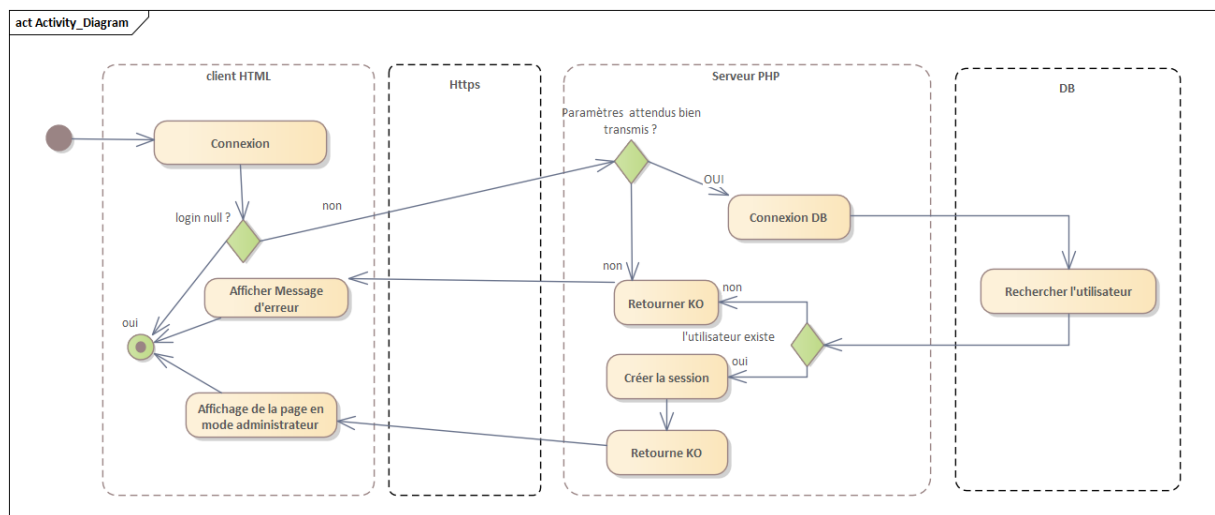 act Activity_Diagram
client HTML
Https
Serveur PHP
DB
Paramètres attendus bien
transmis ?
Connexion
OUI
login null ?
non
Connexion DB
non
Afficher Message
d'erreur
Retourner KO
non
Rechercher l'utilisateur
oui
l'utilisateur existe
oui
Créer la session
Affichage de la page en
mode administrateur
Retourne KO